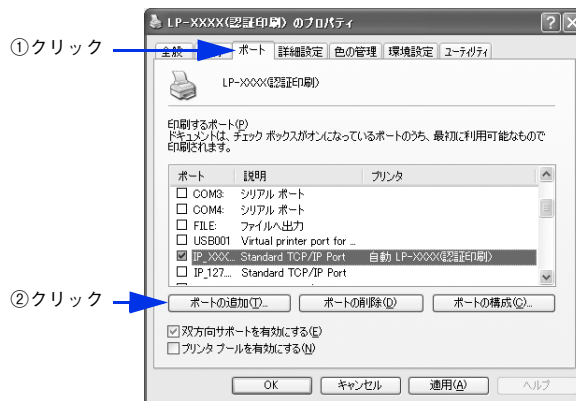 LP-XXXX(認証印刷) のプロパティ
①クリック
全般
ポート
詳細設定
色の管理
環境設定
ユーティリティ
LP-XXXX(認証印刷)
印刷するポート(P)
ドキュメントは、チェック ボックスがオンになっているポートのうち、最初に利用可能なもので
印刷されます。
ポート 説明 プリンタ
COM3: シリアル ポート
COM4: シリアル ポート
FILE: ファイルへ出力
USB001 Virtual printer port for ...
IP_XXX... Standard TCP/IP Port 自動 LP-XXXX(認証印刷)
IP_127.... Standard TCP/IP Port
②クリック
ポートの追加(T)... ポートの削除(D) ポートの構成(C)...
双方向サポートを有効にする(E)
プリンタ プールを有効にする(N)
OK キャンセル 適用(A) ヘルプ